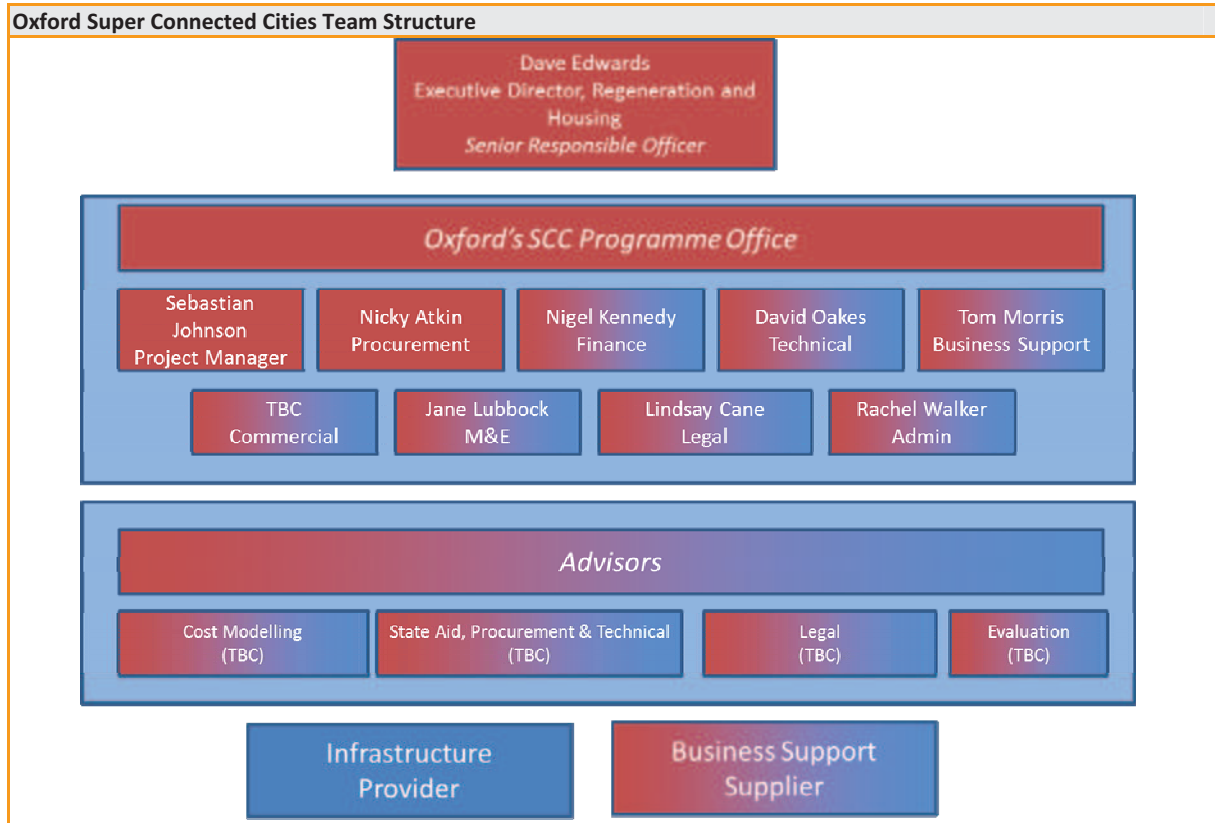 Oxford Super Connected Cities Team Structure
Dave Edwards
Executive Director, Regeneration and
Housing
Senior Responsible Officer
Oxford's SCC Programme Office
Sebastian
Johnson
Project Manager
Nicky Atkin
Procurement
Nigel Kennedy
Finance
David Oakes
Technical
Tom Morris
Business Support
TBC
Commercial
Jane Lubbock
M&E
Lindsay Cane
Legal
Rachel Walker
Admin
Advisors
Cost Modelling
(TBC)
State Aid, Procurement & Technical
(TBC)
Legal
(TBC)
Evaluation
(TBC)
Infrastructure
Provider
Business Support
Supplier